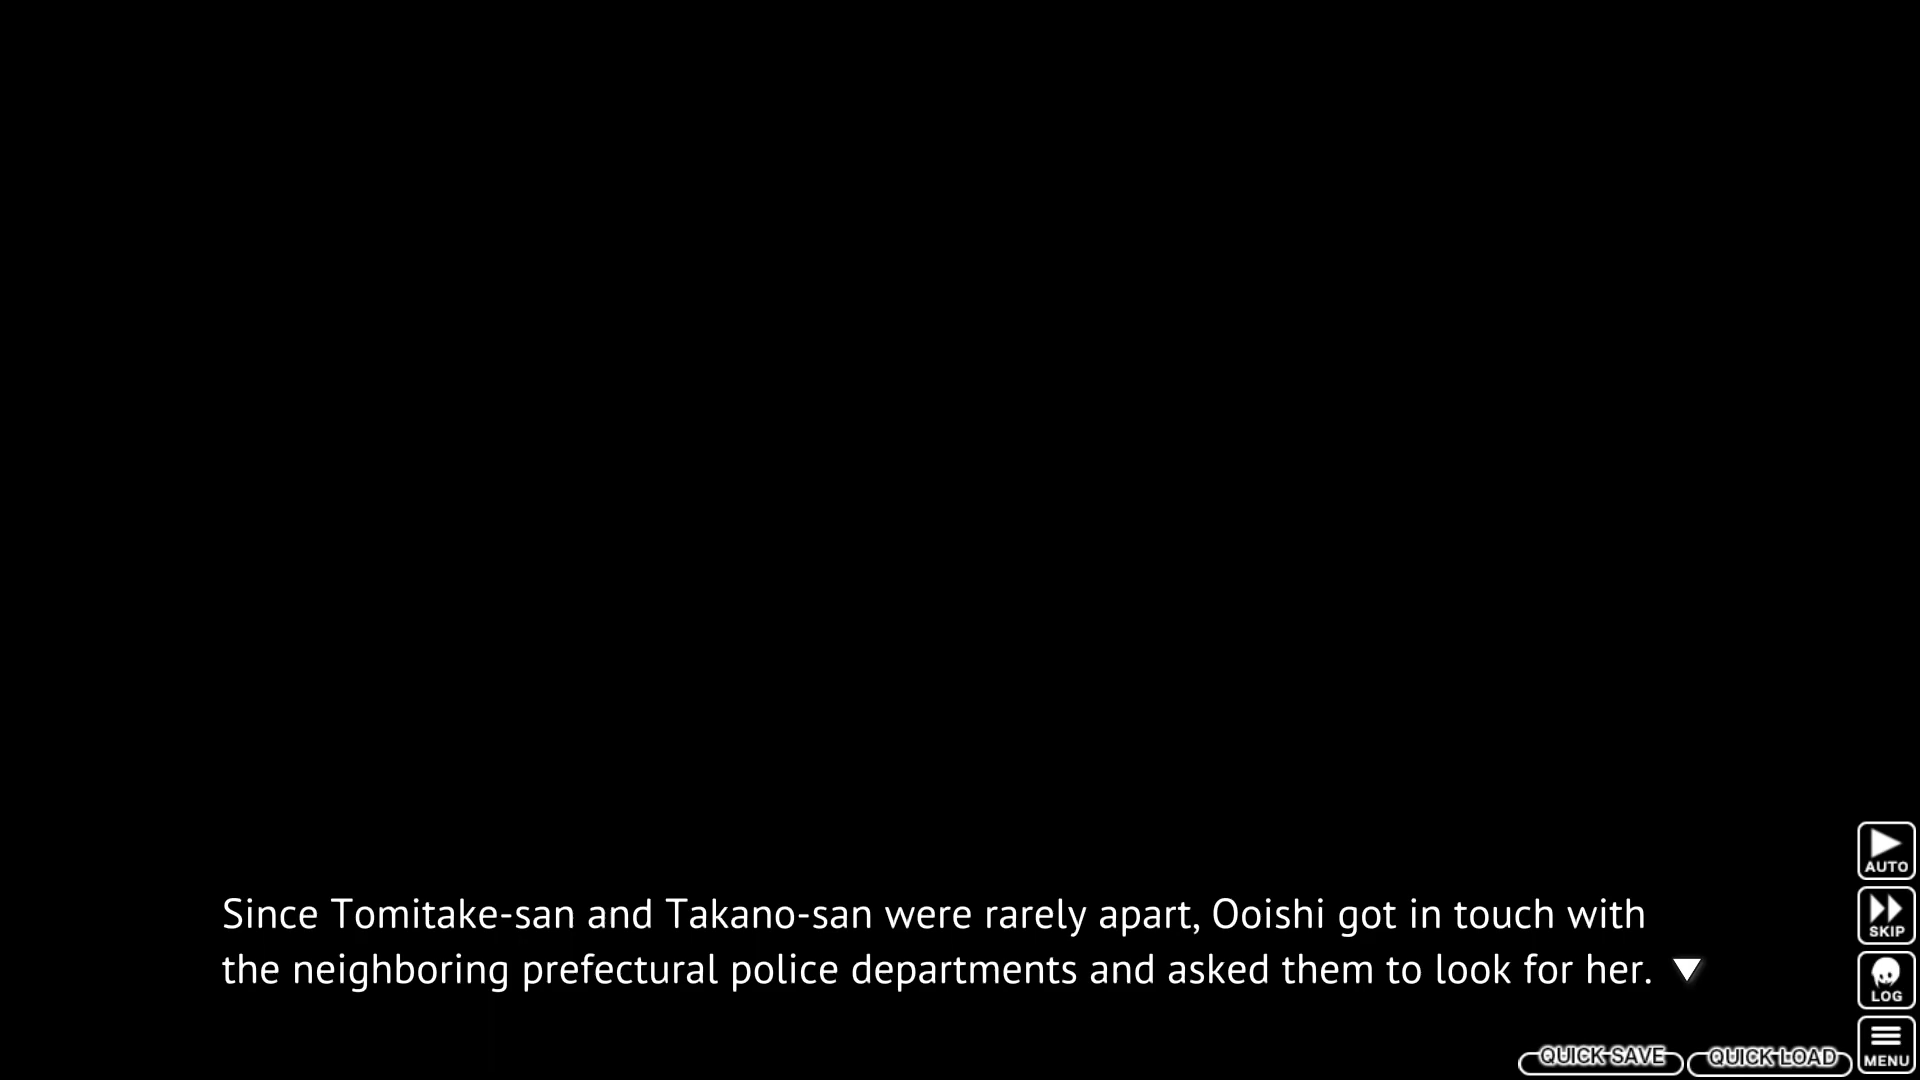 Since Tomitake-san and Takano-san were rarely apart, Ooishi got in touch with
the neighboring prefectural police departments and asked them to look for her.
AUTO
SKIP
LOG
MENU
QUICK SAVE
QUICK LOAD